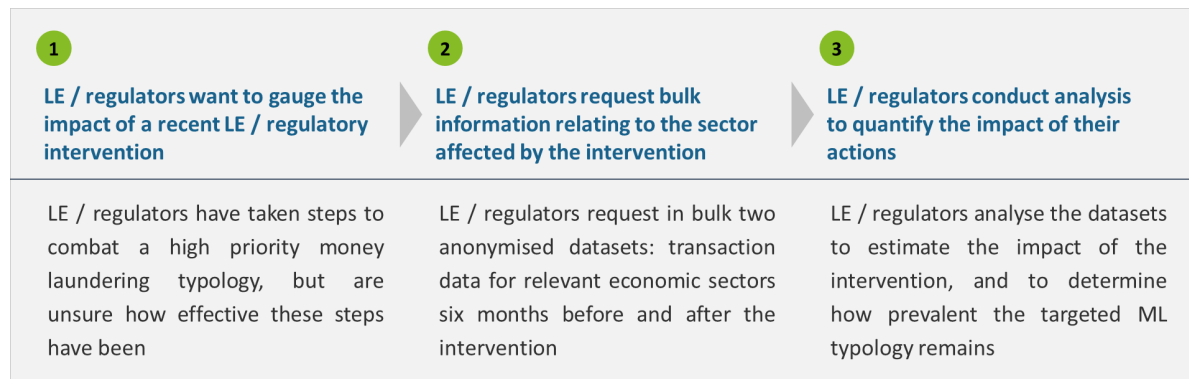 1
LE / regulators want to gauge the
impact of a recent LE / regulatory
intervention
LE / regulators have taken steps to
combat a high priority money
laundering typology, but are
unsure how effective these steps
have been
2
LE / regulators request bulk
information relating to the sector
affected by the intervention
LE / regulators request in bulk two
anonymised datasets: transaction
data for relevant economic sectors
six months before and after the
intervention
3
LE / regulators conduct analysis
to quantify the impact of their
actions
LE / regulators analyse the datasets
to estimate the impact of the
intervention, and to determine
how prevalent the targeted ML
typology remains